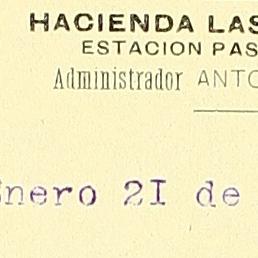 HACIENDA LAS
ESTACION PAS
Administrador ANTO
nero 2I de